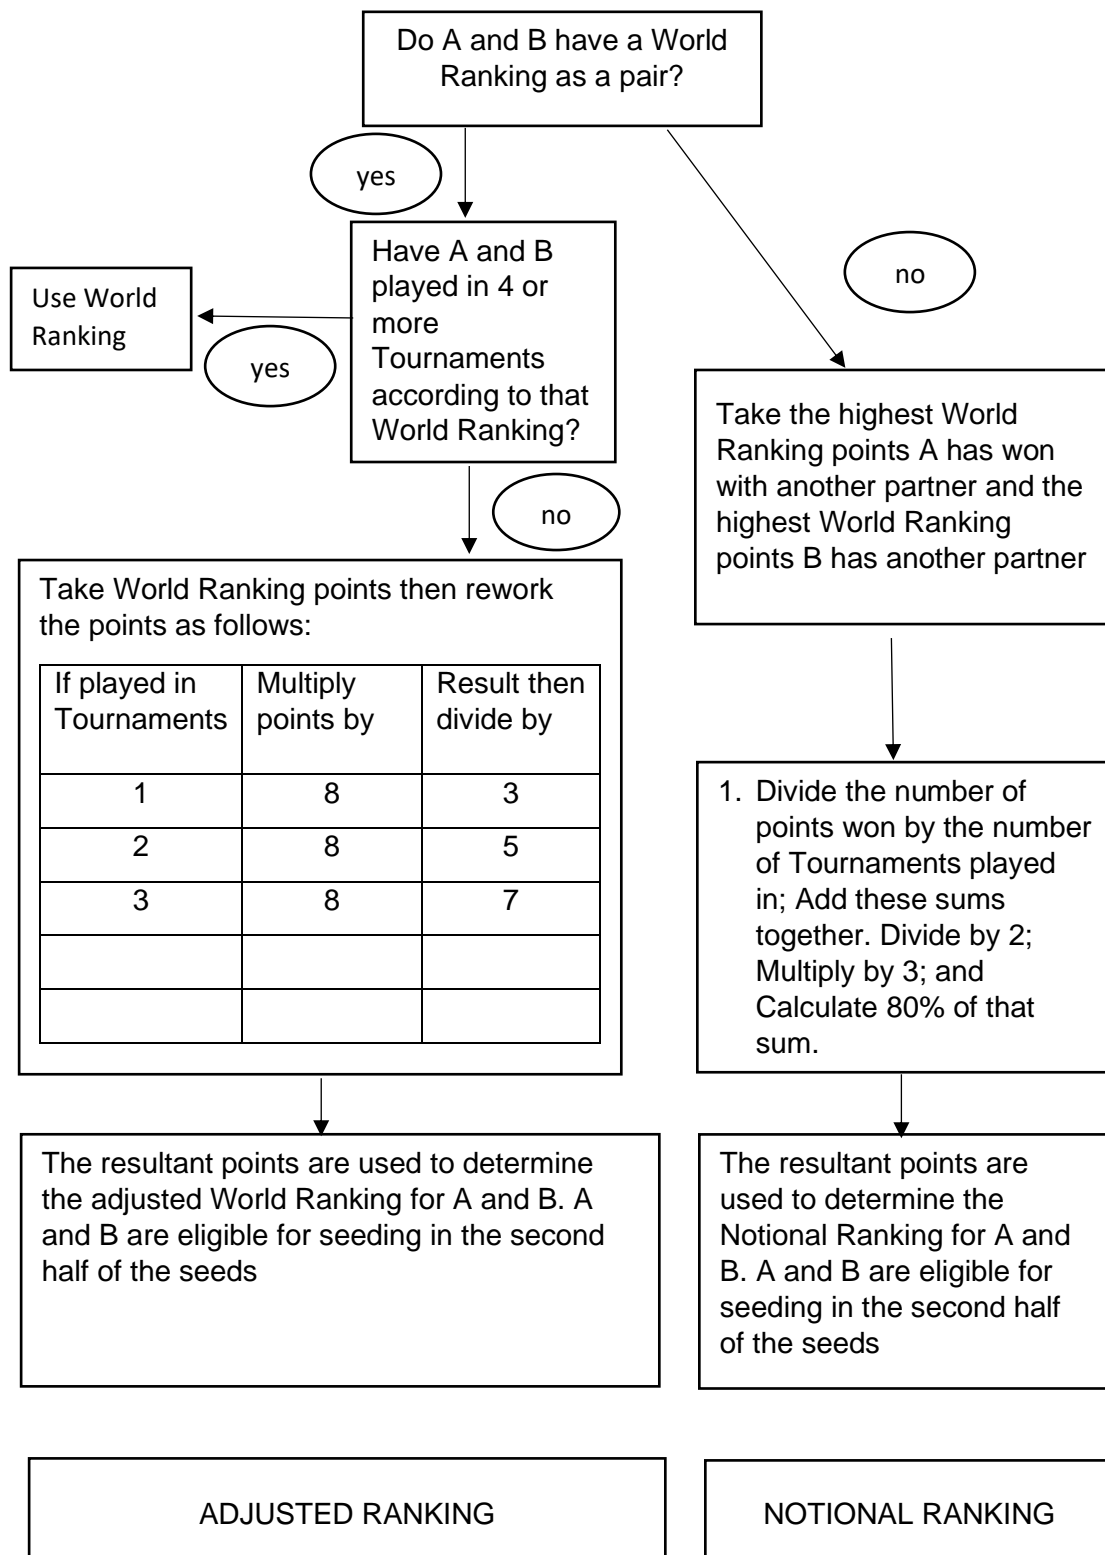 Do A and B have a World
Ranking as a pair?
yes
no
Have A and B
played in 4 or
more
Tournaments
according to that
World Ranking?
Use World
Ranking
yes
no
Take the highest World
Ranking points A has won
with another partner and the
highest World Ranking
points B has another partner
Take World Ranking points then rework
the points as follows:
If played in Tournaments | Multiply points by | Result then divide by
1 8 3
2 8 5
3 8 7
1. Divide the number of
points won by the number
of Tournaments played
in; Add these sums
together. Divide by 2;
Multiply by 3; and
Calculate 80% of that
sum.
The resultant points are used to determine
the adjusted World Ranking for A and B. A
and B are eligible for seeding in the second
half of the seeds
The resultant points are
used to determine the
Notional Ranking for A and
B. A and B are eligible for
seeding in the second half
of the seeds
ADJUSTED RANKING
NOTIONAL RANKING